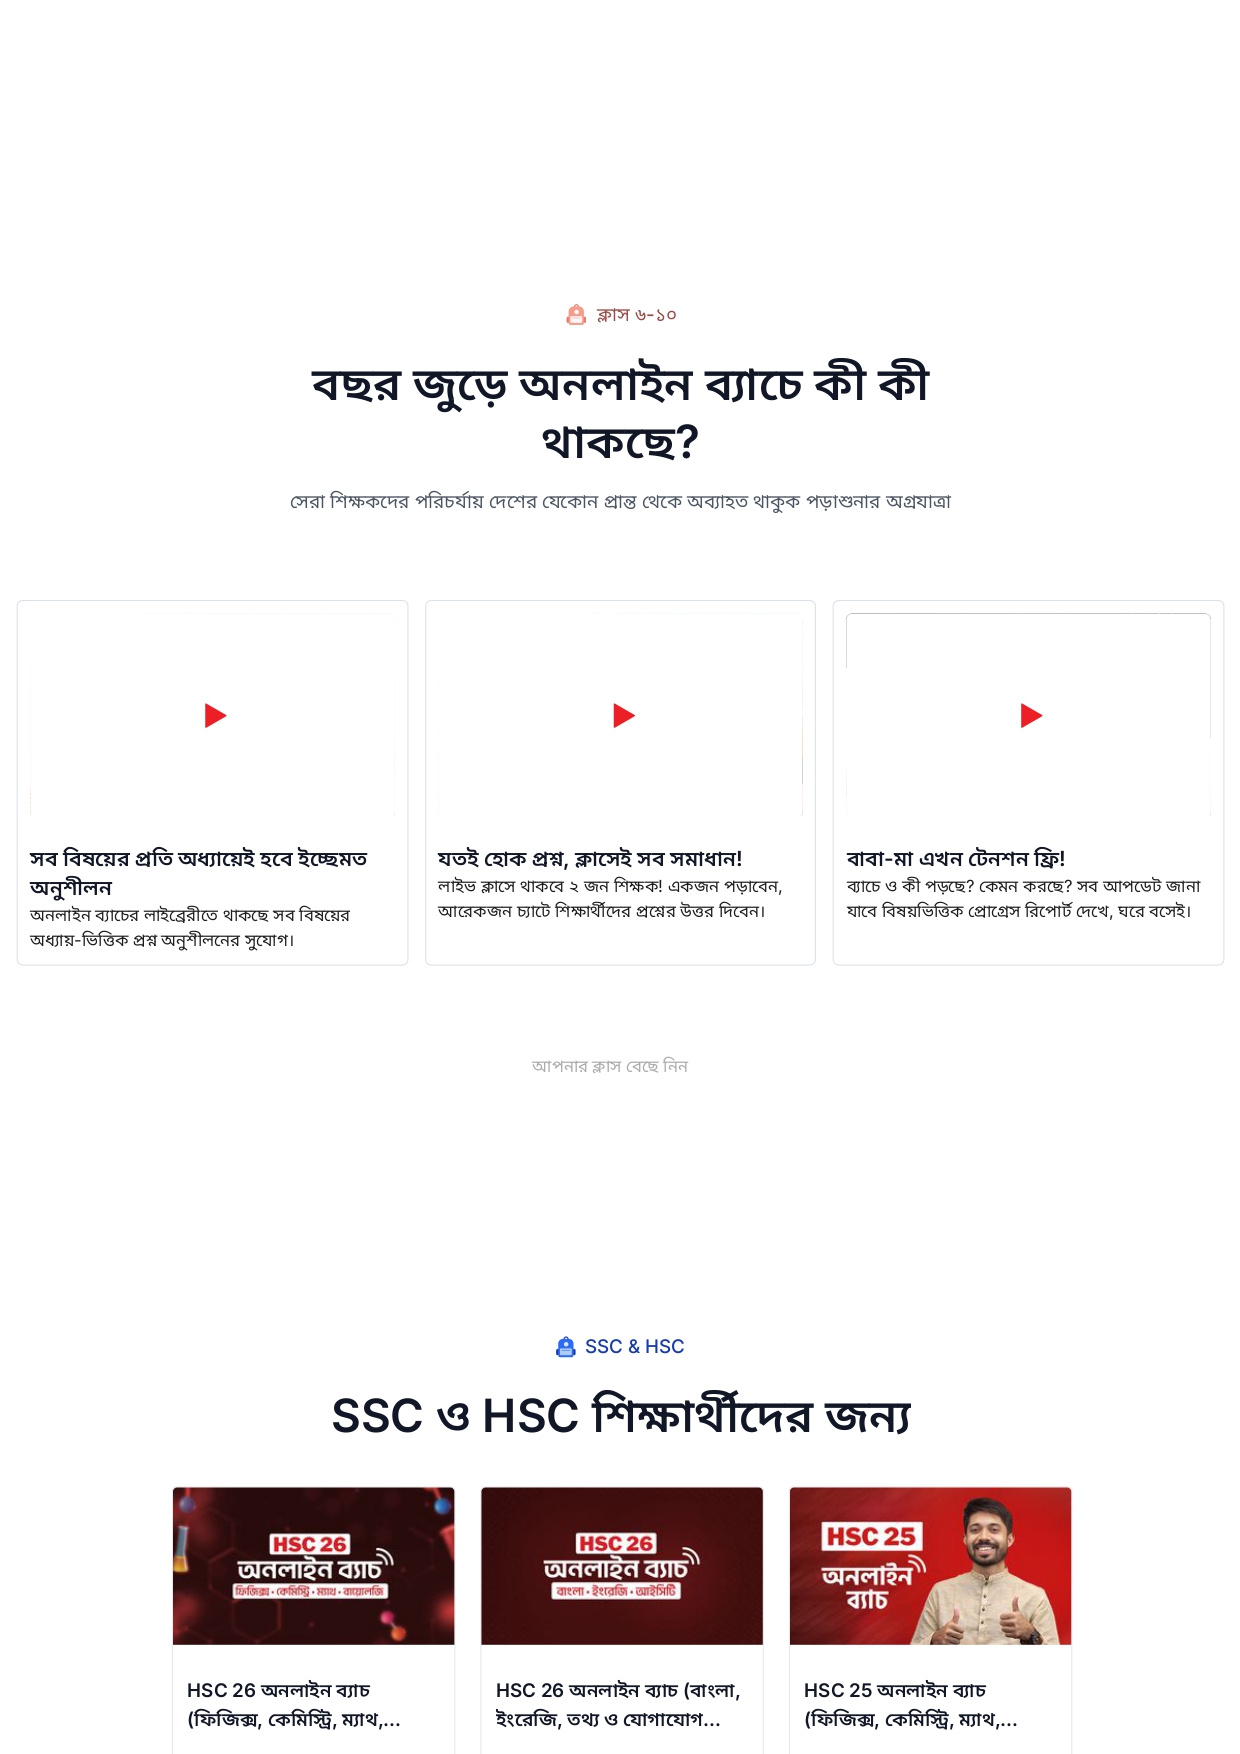 ক্লাস ৬-১০
বছর জুড়ে অনলাইন ব্যাচে কী কী
থাকছে?
সেরা শিক্ষকদের পরিচর্যায় দেশের যেকোন প্রান্ত থেকে অব্যাহত থাকুক পড়াশুনার অগ্রযাত্রা
সব বিষয়ের প্রতি অধ্যায়েই হবে ইচ্ছেমত
অনুশীলন
অনলাইন ব্যাচের লাইব্রেরীতে থাকছে সব বিষয়ের
অধ্যায়-ভিত্তিক প্রশ্ন অনুশীলনের সুযোগ।
যতই হোক প্রশ্ন, ক্লাসেই সব সমাধান!
লাইভ ক্লাসে থাকবে ২ জন শিক্ষক! একজন পড়াবেন,
আরেকজন চ্যাটে শিক্ষার্থীদের প্রশ্নের উত্তর দিবেন।
বাবা-মা এখন টেনশন ফ্রি!
ব্যাচে ও কী পড়ছে? কেমন করছে? সব আপডেট জানা
যাবে বিষয়ভিত্তিক প্রোগ্রেস রিপোর্ট দেখে, ঘরে বসেই।
আপনার ক্লাস বেছে নিন
SSC & HSC
SSC ও HSC শিক্ষার্থীদের জন্য
HSC 26
অনলাইন ব্যাচ
ফিজিক্স • কেমিস্ট্রি • ম্যাথ • বায়োলজি
HSC 26 অনলাইন ব্যাচ
(ফিজিক্স, কেমিস্ট্রি, ম্যাথ,...
HSC 26
অনলাইন ব্যাচ
বাংলা • ইংরেজি • আইসিটি
HSC 26 অনলাইন ব্যাচ (বাংলা,
ইংরেজি, তথ্য ও যোগাযোগ...
HSC 25
অনলাইন
ব্যাচ
HSC 25 অনলাইন ব্যাচ
(ফিজিক্স, কেমিস্ট্রি, ম্যাথ,...